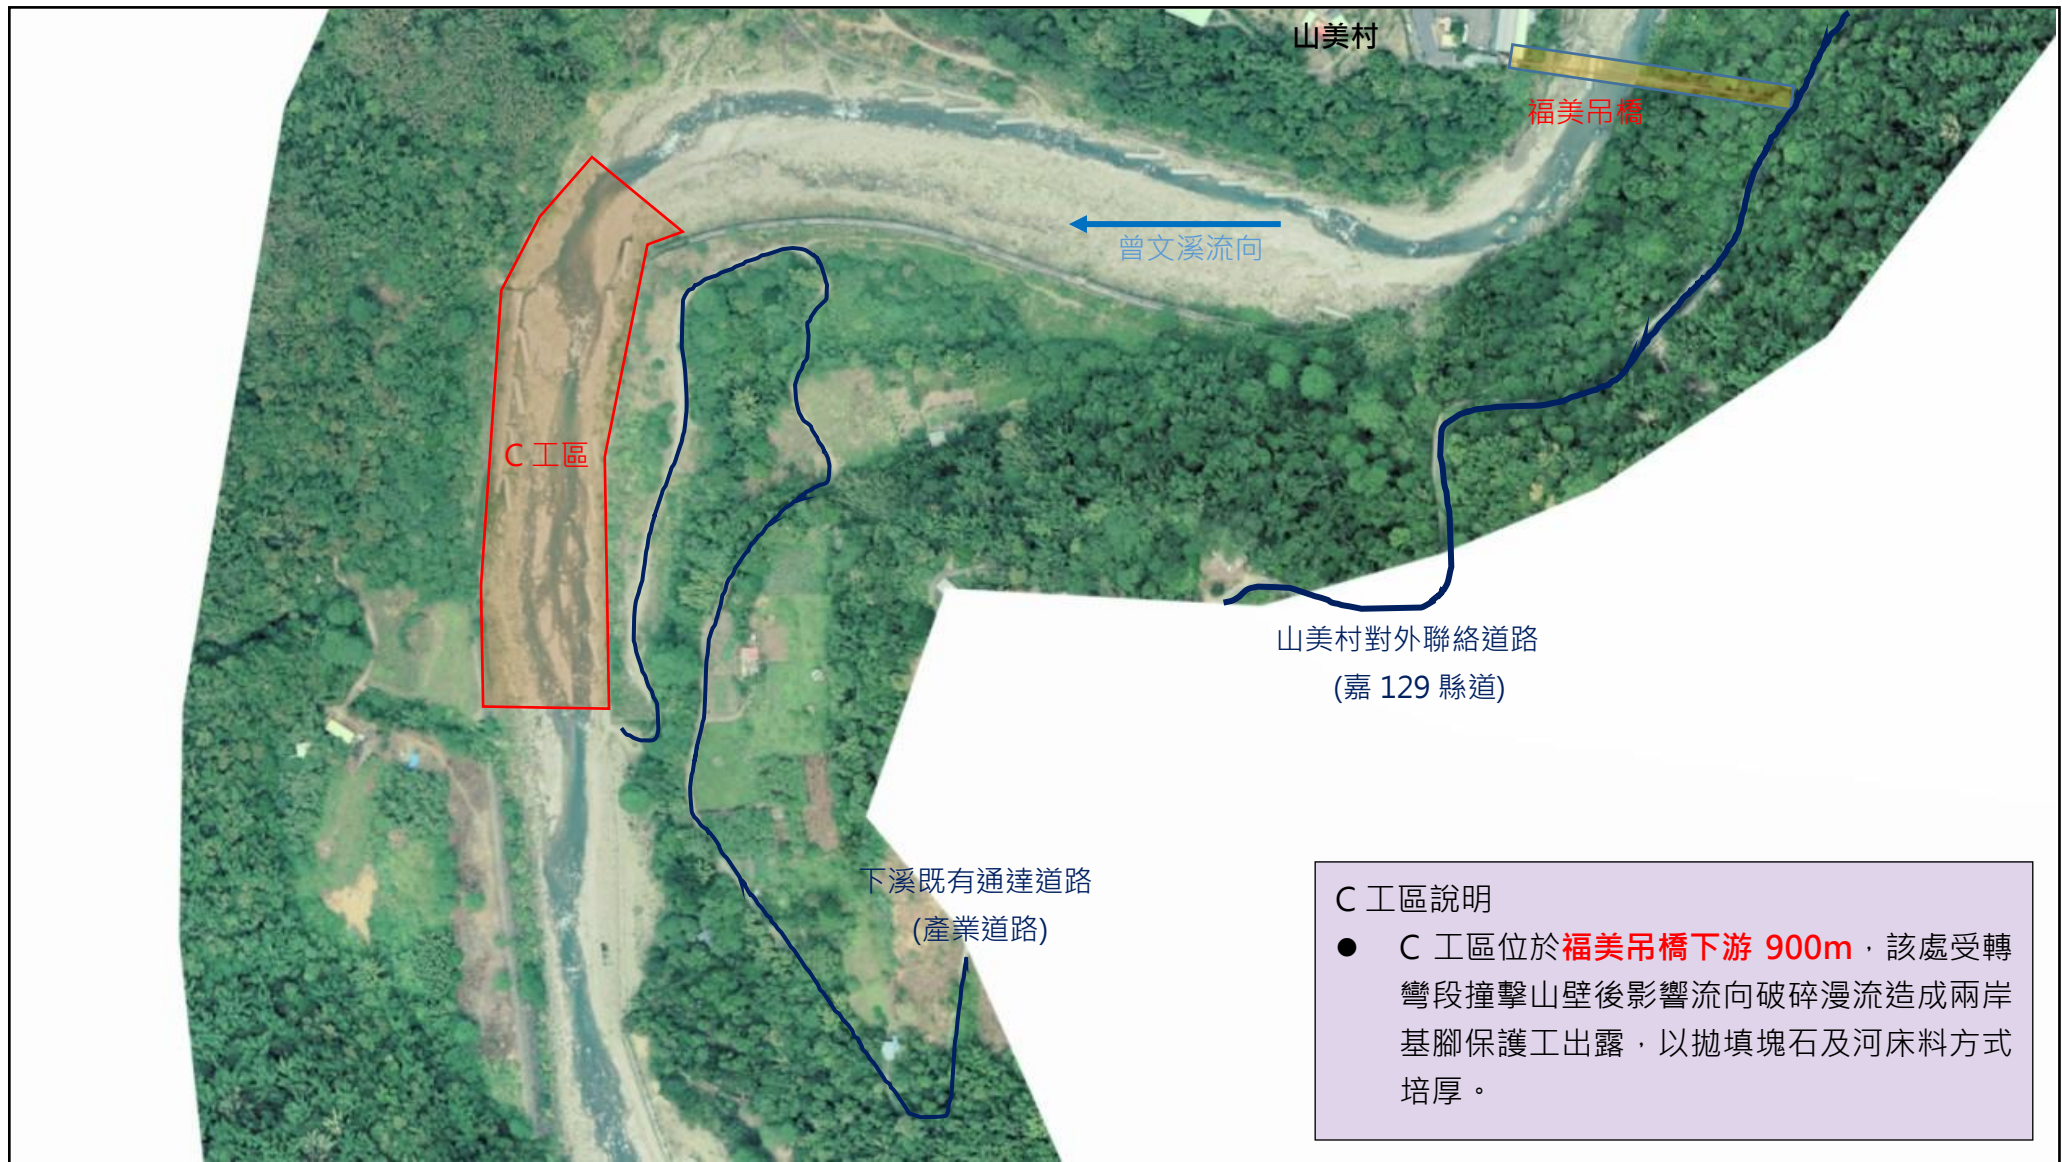 山美村
福美吊橋
曾文溪流向
C 工區
山美村對外聯絡道路
(嘉 129 縣道)
下溪既有通達道路
(產業道路)
C 工區說明
● C 工區位於福美吊橋下游 900m，該處受轉
彎段撞擊山壁後影響流向破碎漫流造成兩岸
基腳保護工出露，以拋填塊石及河床料方式
培厚。